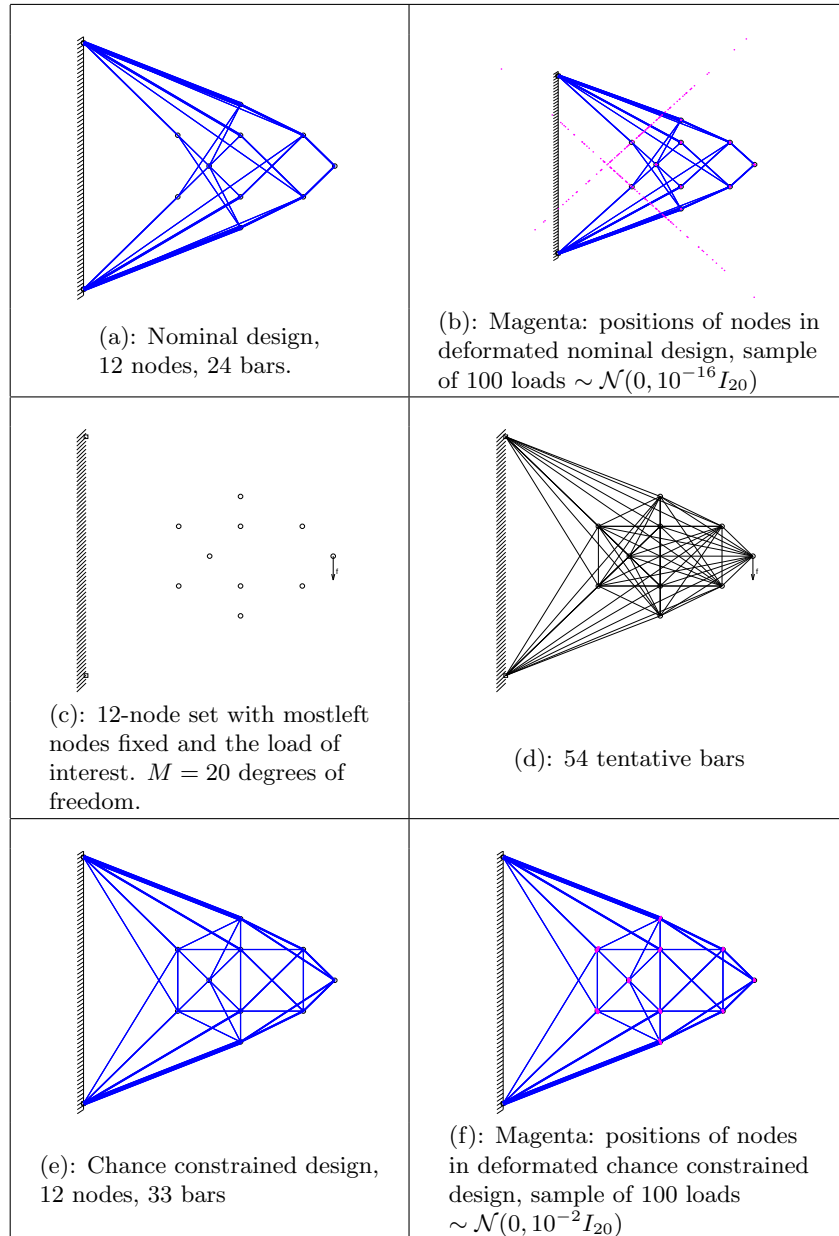 (a): Nominal design,
12 nodes, 24 bars.
(b): Magenta: positions of nodes in
deformated nominal design, sample
of 100 loads ∼ 𝒩(0, 10⁻¹⁶I₂₀)
f
f
(c): 12-node set with mostleft
nodes fixed and the load of
interest. M = 20 degrees of
freedom.
(d): 54 tentative bars
(e): Chance constrained design,
12 nodes, 33 bars
(f): Magenta: positions of nodes
in deformated chance constrained
design, sample of 100 loads
∼ 𝒩(0, 10⁻²I₂₀)